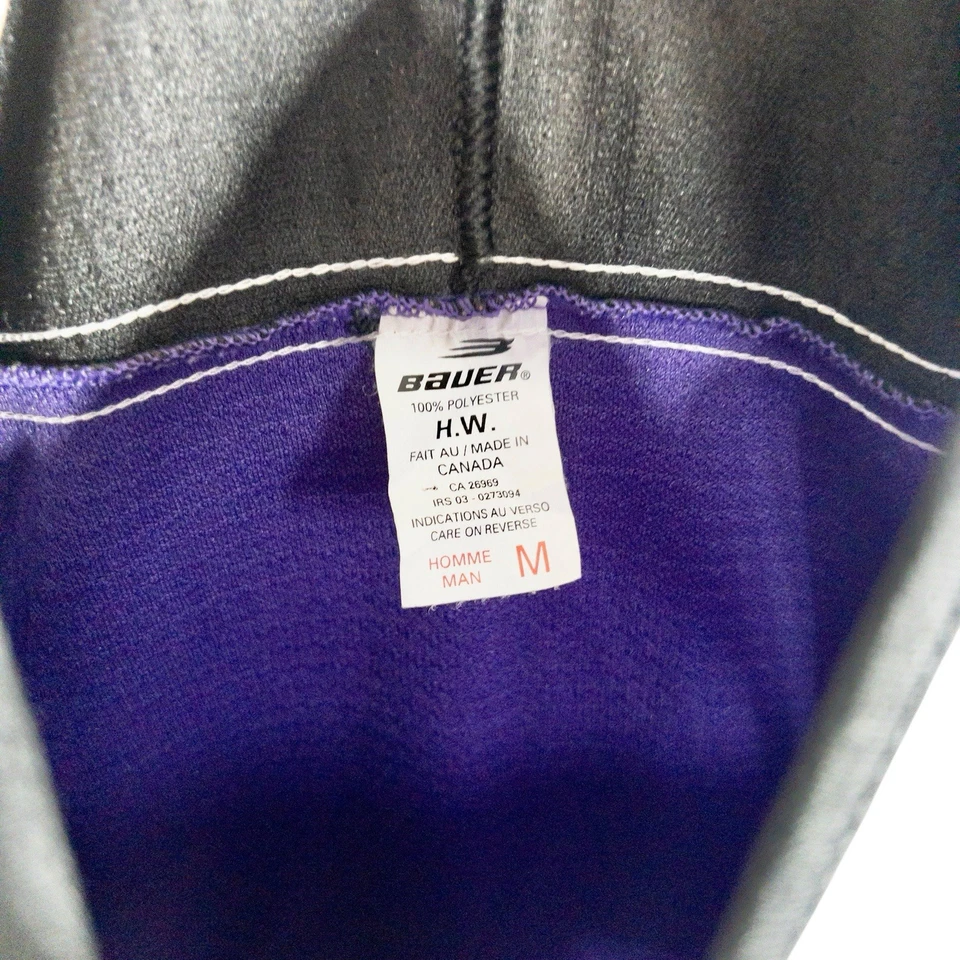 BAUER®
100% POLYESTER
H.W.
FAIT AU / MADE IN
CANADA
CA 26969
IRS 03 - 0273094
INDICATIONS AU VERSO
CARE ON REVERSE
HOMME
MAN
M